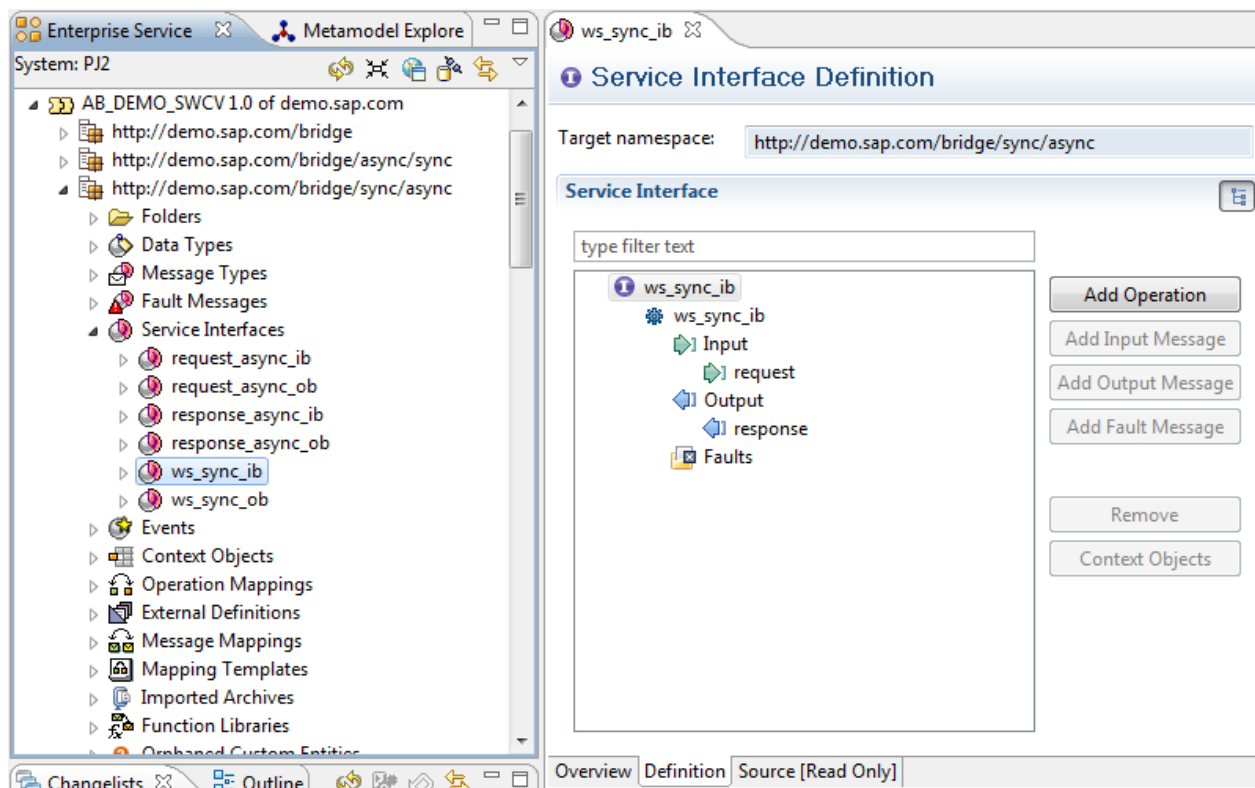 Enterprise Service
Metamodel Explore
System: PJ2
AB_DEMO_SWCV 1.0 of demo.sap.com
http://demo.sap.com/bridge
http://demo.sap.com/bridge/async/sync
http://demo.sap.com/bridge/sync/async
Folders
Data Types
Message Types
Fault Messages
Service Interfaces
request_async_ib
request_async_ob
response_async_ib
response_async_ob
ws_sync_ib
ws_sync_ob
Events
Context Objects
Operation Mappings
External Definitions
Message Mappings
Mapping Templates
Imported Archives
Function Libraries
Orphaned Custom Entities
Changelists
Outline
ws_sync_ib
Service Interface Definition
Target namespace: http://demo.sap.com/bridge/sync/async
Service Interface
type filter text
ws_sync_ib
ws_sync_ib
Input
request
Output
response
Faults
Add Operation
Add Input Message
Add Output Message
Add Fault Message
Remove
Context Objects
Overview Definition Source [Read Only]